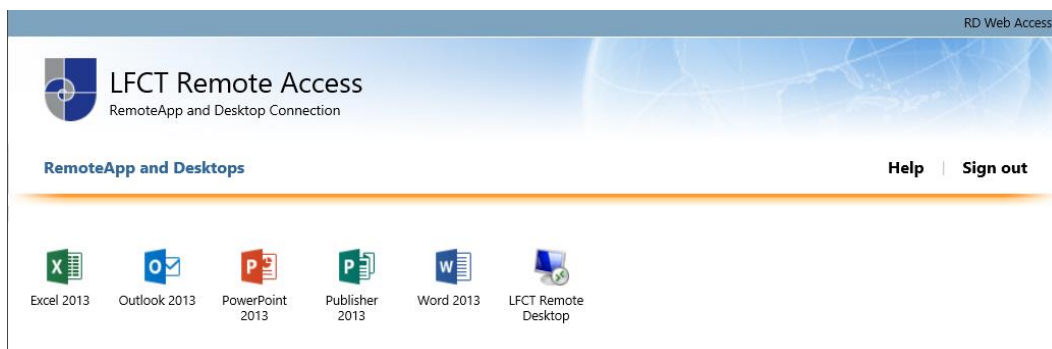 RD Web Access
LFCT Remote Access
RemoteApp and Desktop Connection
RemoteApp and Desktops
Help | Sign out
Excel 2013
Outlook 2013
PowerPoint
2013
Publisher
2013
Word 2013
LFCT Remote
Desktop